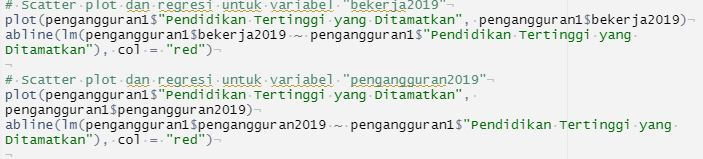 # Scatter plot dan regresi untuk variabel "bekerja2019"
plot(pengangguran1$"Pendidikan Tertinggi yang Ditamatkan", pengangguran1$bekerja2019)
abline(lm(pengangguran1$bekerja2019 ~ pengangguran1$"Pendidikan Tertinggi yang
Ditamatkan"), col = "red")
# Scatter plot dan regresi untuk variabel "pengangguran2019"
plot(pengangguran1$"Pendidikan Tertinggi yang Ditamatkan",
pengangguran1$pengangguran2019)
abline(lm(pengangguran1$pengangguran2019 ~ pengangguran1$"Pendidikan Tertinggi yang
Ditamatkan"), col = "red")